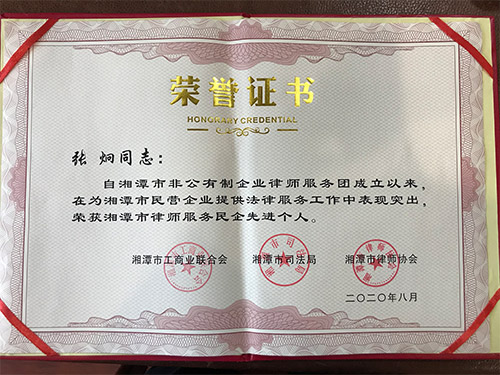 荣誉证书
HONORARY CREDENTIAL
张炯同志：
自湘潭市非公有制企业律师服务团成立以来，
在为湘潭市民营企业提供法律服务工作中表现突出，
荣获湘潭市律师服务民企先进个人。
湘潭市工商业联合会 湘潭市司法局 湘潭市律师协会
二〇二〇年八月